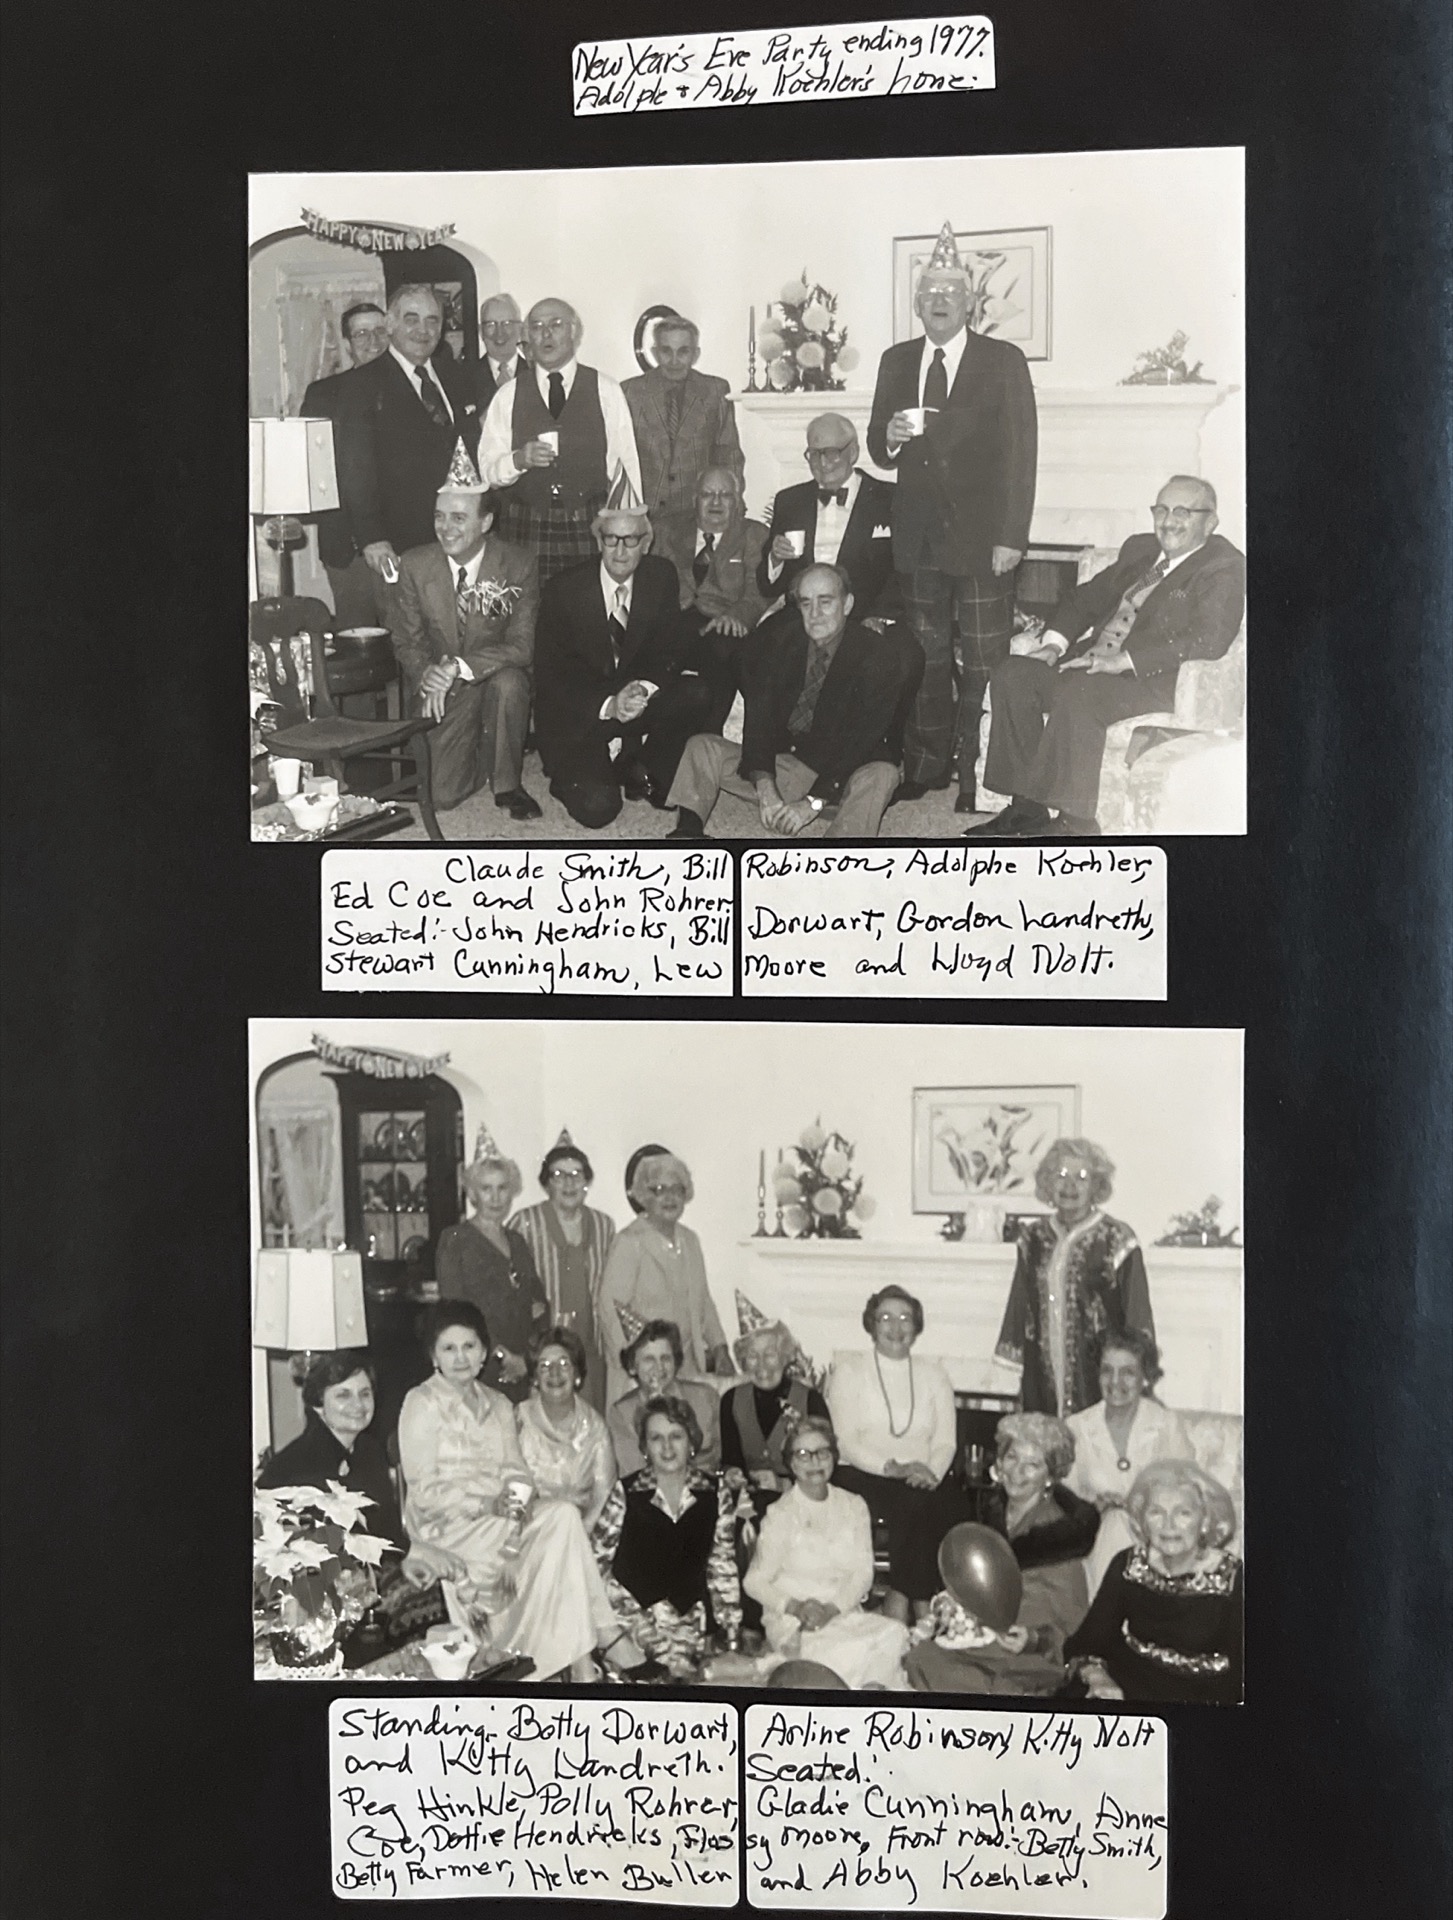 New Year's Eve Party ending 1977.
Adolphe + Abby Koehler's home.
HAPPY NEW YEAR
Claude Smith, Bill Robinson, Adolphe Koehler,
Ed Coe and John Rohrer.
Seated:- John Hendricks, Bill Dorwart, Gordon Landreth,
Stewart Cunningham, Lew Moore and Lloyd Nolt.
HAPPY NEW YEAR
Standing:- Betty Dorwart, Arline Robinson, Kitty Nolt
and Kitty Landreth. Seated:
Peg Hinkle, Polly Rohrer, Gladie Cunningham, Anne
Coe, Dottie Hendricks, Flossy Moore, Front row:- Betty Smith,
Betty Farmer, Helen Buller and Abby Koehler.